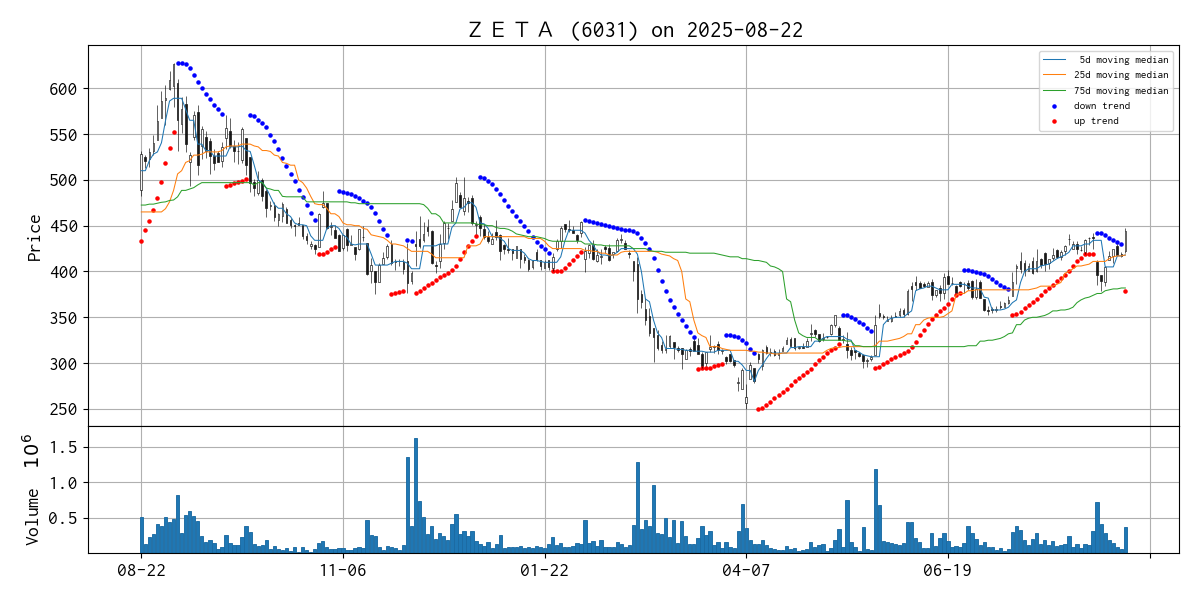 ＺＥＴＡ (6031) on 2025-08-22
5d moving median
25d moving median
75d moving median
down trend
up trend
Price
600
550
500
450
400
350
300
250
Volume 10^6
1.5
1.0
0.5
08-22 11-06 01-22 04-07 06-19